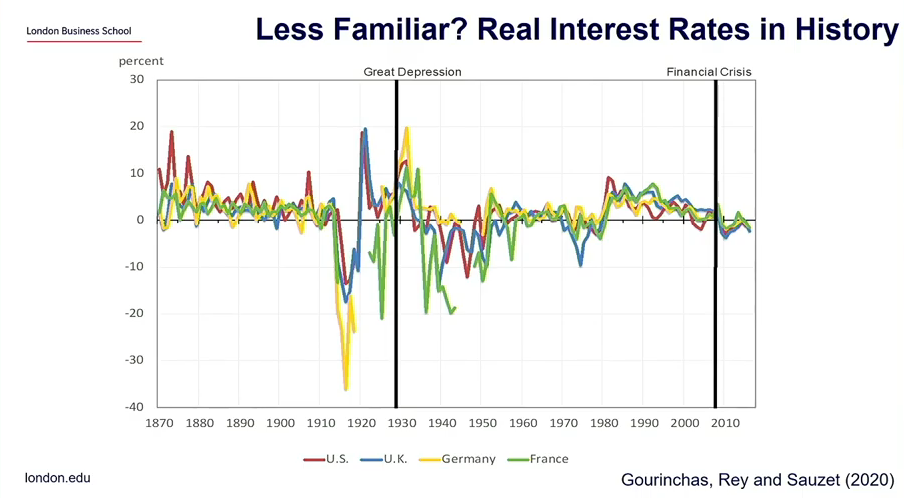 London Business School
Less Familiar? Real Interest Rates in History
percent
Great Depression
Financial Crisis
30
20
10
0
-10
-20
-30
-40
1870 1880 1890 1900 1910 1920 1930 1940 1950 1960 1970 1980 1990 2000 2010
U.S. U.K. Germany France
london.edu
Gourinchas, Rey and Sauzet (2020)